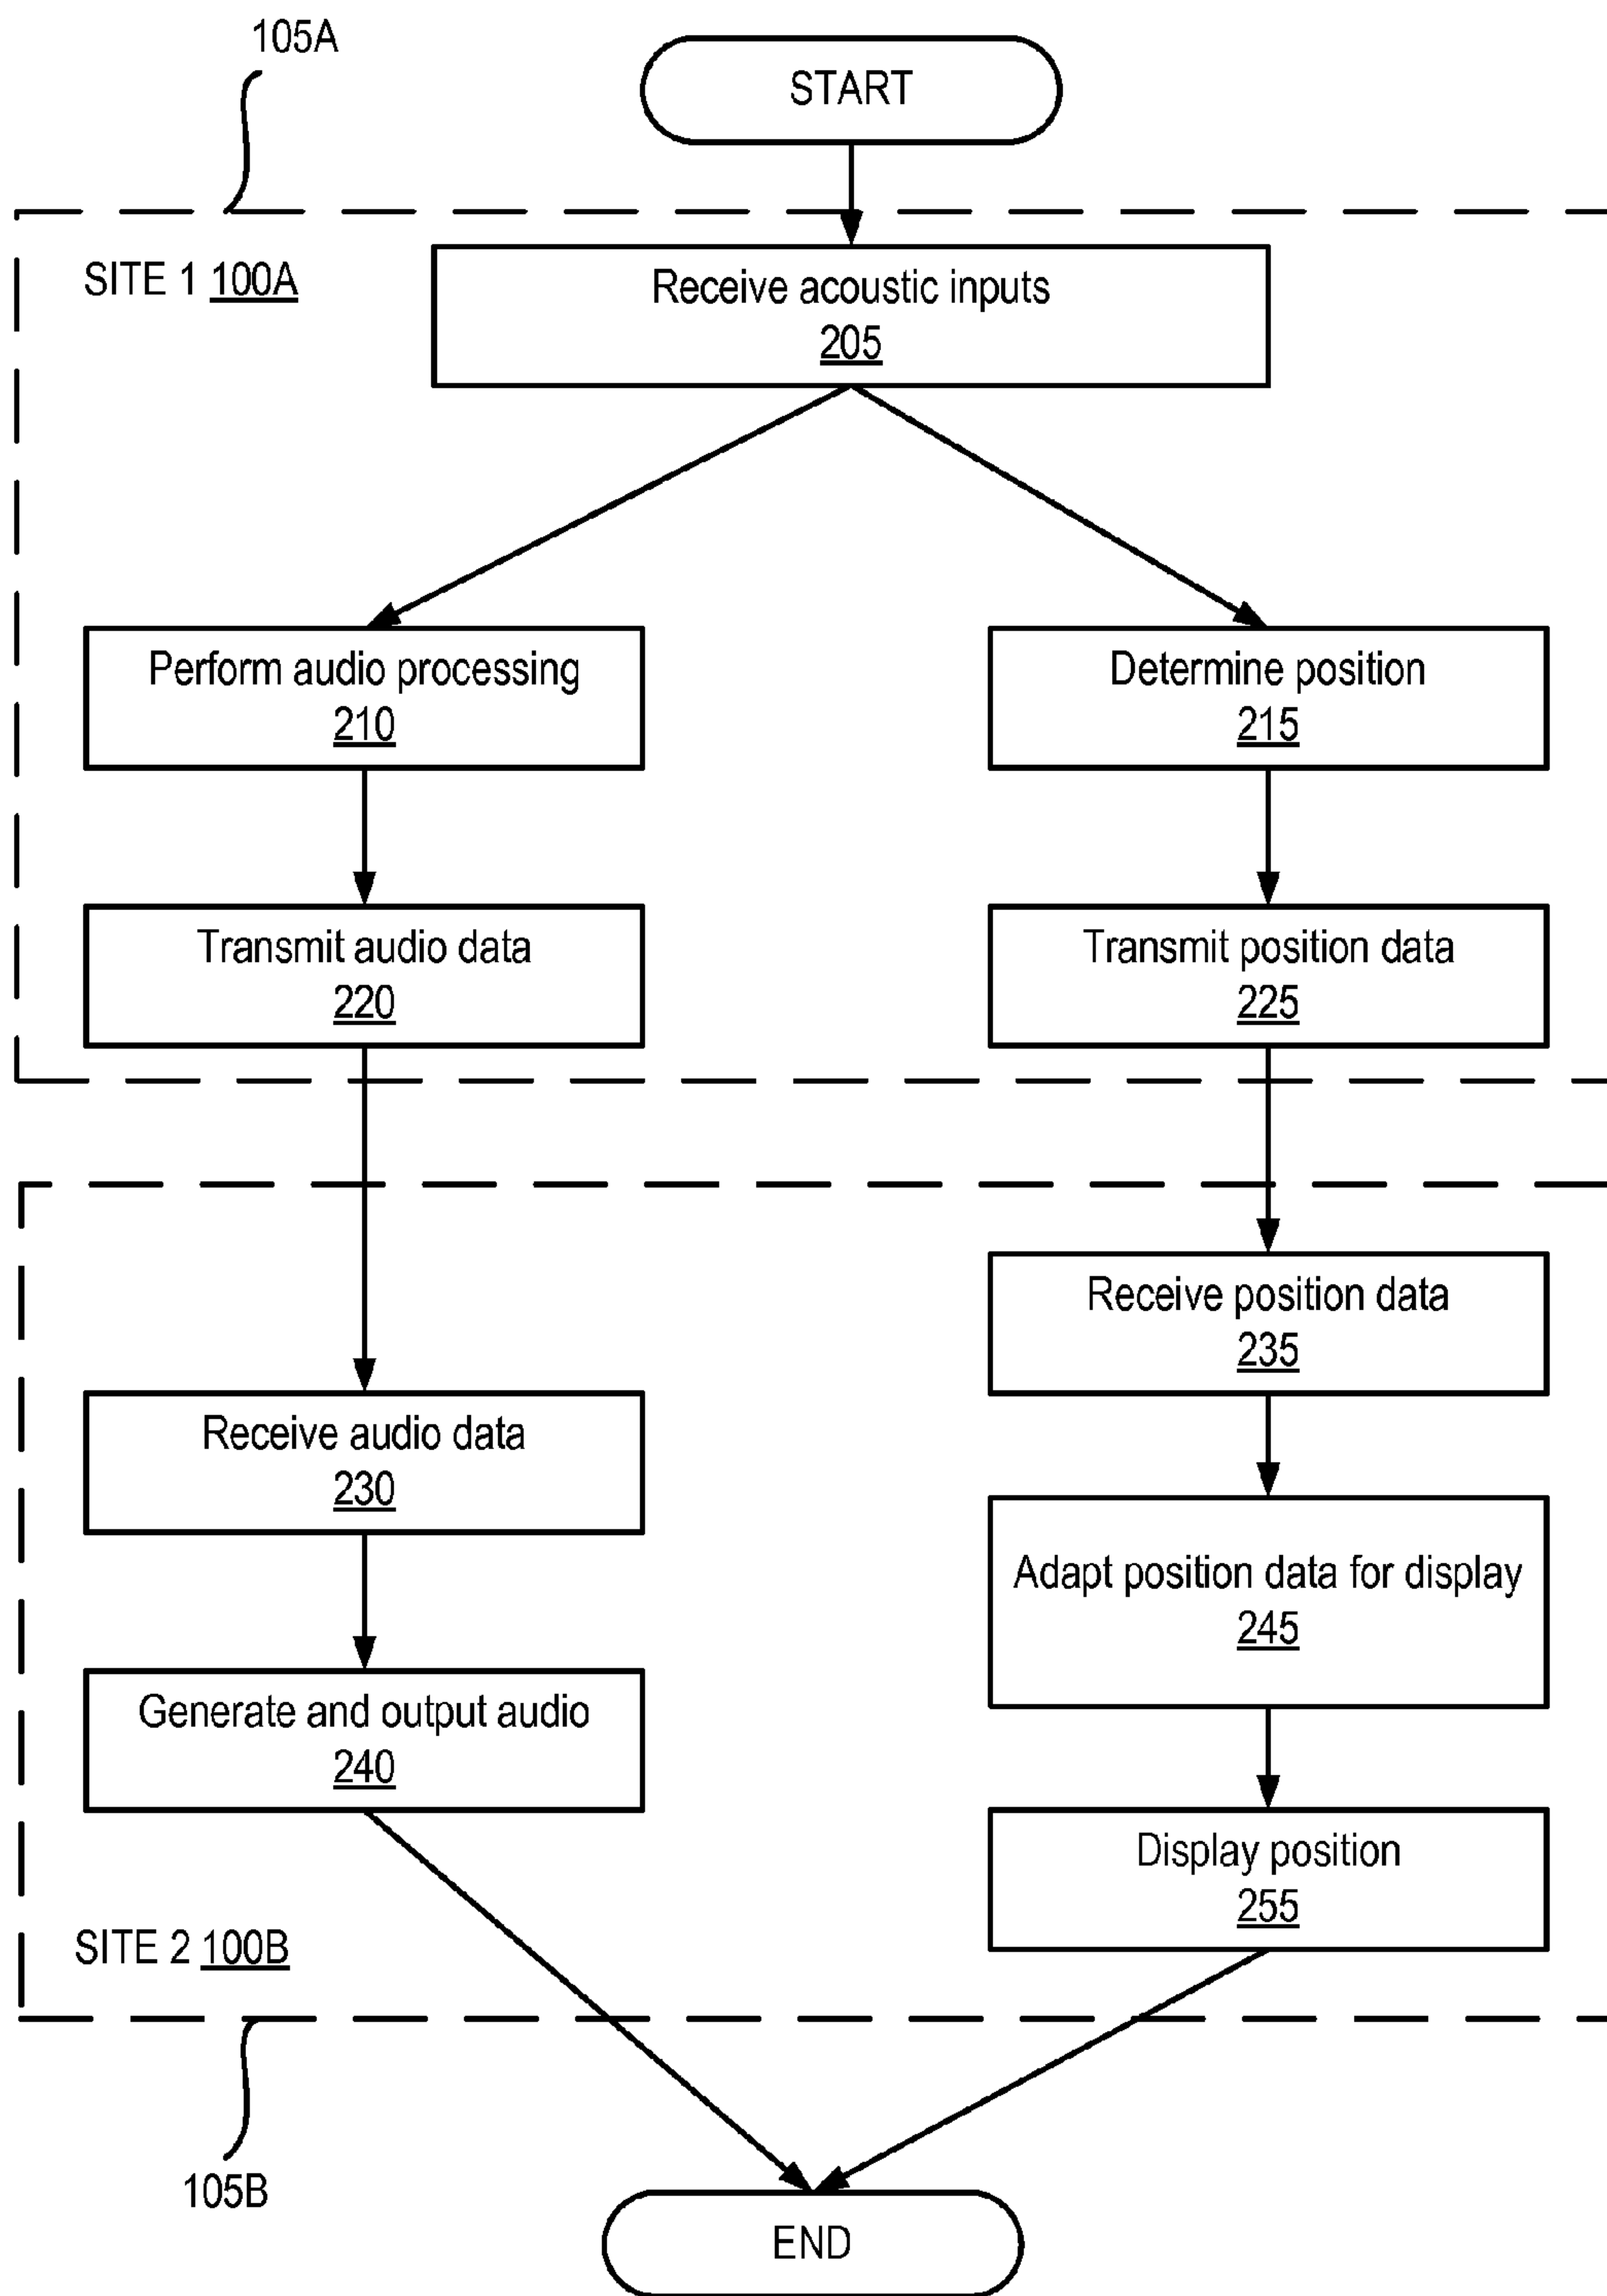 105A
START
SITE 1 100A
Receive acoustic inputs
205
Perform audio processing
210
Determine position
215
Transmit audio data
220
Transmit position data
225
Receive position data
235
Receive audio data
230
Adapt position data for display
245
Generate and output audio
240
Display position
255
SITE 2 100B
105B
END